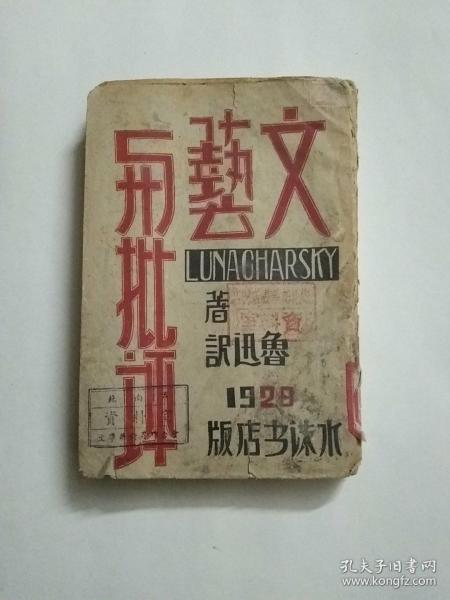 文藝
與批評
LUNACHARSKY
著
魯迅訳
1928
水沫书店版
孔夫子旧书网
www.kongfz.com